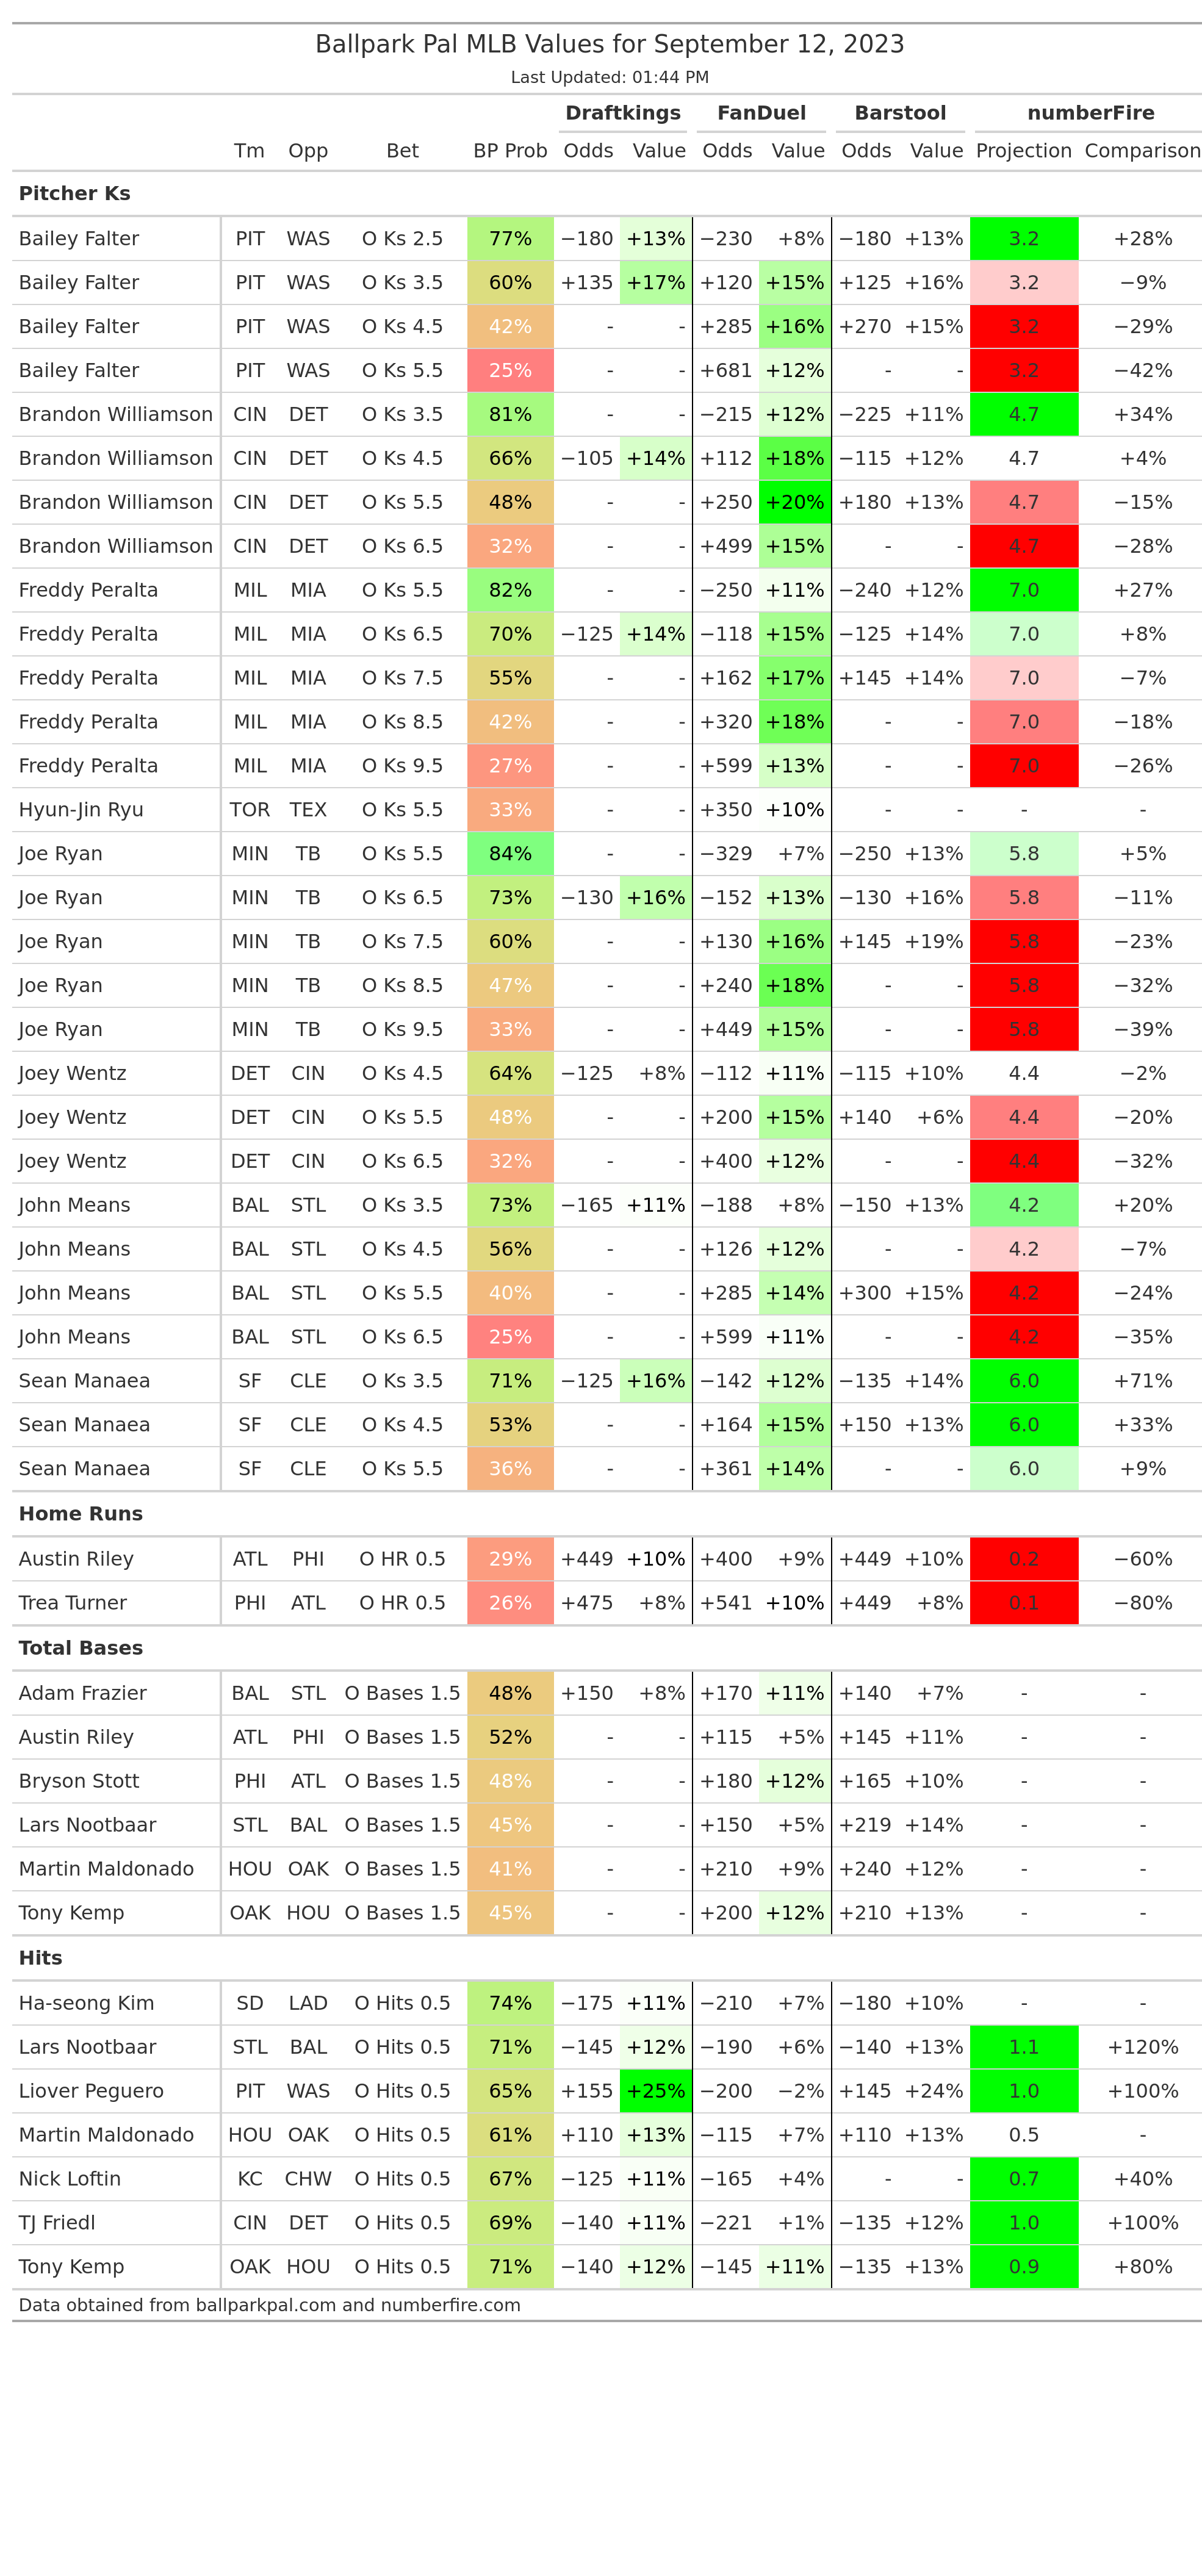 Ballpark Pal MLB Values for September 12, 2023
Last Updated: 01:44 PM
Draftkings FanDuel Barstool numberFire
Tm Opp Bet BP Prob Odds Value Odds Value Odds Value Projection Comparison
Pitcher Ks
Bailey Falter PIT WAS O Ks 2.5 77% −180 +13% −230 +8% −180 +13% 3.2 +28%
Bailey Falter PIT WAS O Ks 3.5 60% +135 +17% +120 +15% +125 +16% 3.2 −9%
Bailey Falter PIT WAS O Ks 4.5 42% - - +285 +16% +270 +15% 3.2 −29%
Bailey Falter PIT WAS O Ks 5.5 25% - - +681 +12% - - 3.2 −42%
Brandon Williamson CIN DET O Ks 3.5 81% - - −215 +12% −225 +11% 4.7 +34%
Brandon Williamson CIN DET O Ks 4.5 66% −105 +14% +112 +18% −115 +12% 4.7 +4%
Brandon Williamson CIN DET O Ks 5.5 48% - - +250 +20% +180 +13% 4.7 −15%
Brandon Williamson CIN DET O Ks 6.5 32% - - +499 +15% - - 4.7 −28%
Freddy Peralta MIL MIA O Ks 5.5 82% - - −250 +11% −240 +12% 7.0 +27%
Freddy Peralta MIL MIA O Ks 6.5 70% −125 +14% −118 +15% −125 +14% 7.0 +8%
Freddy Peralta MIL MIA O Ks 7.5 55% - - +162 +17% +145 +14% 7.0 −7%
Freddy Peralta MIL MIA O Ks 8.5 42% - - +320 +18% - - 7.0 −18%
Freddy Peralta MIL MIA O Ks 9.5 27% - - +599 +13% - - 7.0 −26%
Hyun-Jin Ryu TOR TEX O Ks 5.5 33% - - +350 +10% - - - -
Joe Ryan MIN TB O Ks 5.5 84% - - −329 +7% −250 +13% 5.8 +5%
Joe Ryan MIN TB O Ks 6.5 73% −130 +16% −152 +13% −130 +16% 5.8 −11%
Joe Ryan MIN TB O Ks 7.5 60% - - +130 +16% +145 +19% 5.8 −23%
Joe Ryan MIN TB O Ks 8.5 47% - - +240 +18% - - 5.8 −32%
Joe Ryan MIN TB O Ks 9.5 33% - - +449 +15% - - 5.8 −39%
Joey Wentz DET CIN O Ks 4.5 64% −125 +8% −112 +11% −115 +10% 4.4 −2%
Joey Wentz DET CIN O Ks 5.5 48% - - +200 +15% +140 +6% 4.4 −20%
Joey Wentz DET CIN O Ks 6.5 32% - - +400 +12% - - 4.4 −32%
John Means BAL STL O Ks 3.5 73% −165 +11% −188 +8% −150 +13% 4.2 +20%
John Means BAL STL O Ks 4.5 56% - - +126 +12% - - 4.2 −7%
John Means BAL STL O Ks 5.5 40% - - +285 +14% +300 +15% 4.2 −24%
John Means BAL STL O Ks 6.5 25% - - +599 +11% - - 4.2 −35%
Sean Manaea SF CLE O Ks 3.5 71% −125 +16% −142 +12% −135 +14% 6.0 +71%
Sean Manaea SF CLE O Ks 4.5 53% - - +164 +15% +150 +13% 6.0 +33%
Sean Manaea SF CLE O Ks 5.5 36% - - +361 +14% - - 6.0 +9%
Home Runs
Austin Riley ATL PHI O HR 0.5 29% +449 +10% +400 +9% +449 +10% 0.2 −60%
Trea Turner PHI ATL O HR 0.5 26% +475 +8% +541 +10% +449 +8% 0.1 −80%
Total Bases
Adam Frazier BAL STL O Bases 1.5 48% +150 +8% +170 +11% +140 +7% - -
Austin Riley ATL PHI O Bases 1.5 52% - - +115 +5% +145 +11% - -
Bryson Stott PHI ATL O Bases 1.5 48% - - +180 +12% +165 +10% - -
Lars Nootbaar STL BAL O Bases 1.5 45% - - +150 +5% +219 +14% - -
Martin Maldonado HOU OAK O Bases 1.5 41% - - +210 +9% +240 +12% - -
Tony Kemp OAK HOU O Bases 1.5 45% - - +200 +12% +210 +13% - -
Hits
Ha-seong Kim SD LAD O Hits 0.5 74% −175 +11% −210 +7% −180 +10% - -
Lars Nootbaar STL BAL O Hits 0.5 71% −145 +12% −190 +6% −140 +13% 1.1 +120%
Liover Peguero PIT WAS O Hits 0.5 65% +155 +25% −200 −2% +145 +24% 1.0 +100%
Martin Maldonado HOU OAK O Hits 0.5 61% +110 +13% −115 +7% +110 +13% 0.5 -
Nick Loftin KC CHW O Hits 0.5 67% −125 +11% −165 +4% - - 0.7 +40%
TJ Friedl CIN DET O Hits 0.5 69% −140 +11% −221 +1% −135 +12% 1.0 +100%
Tony Kemp OAK HOU O Hits 0.5 71% −140 +12% −145 +11% −135 +13% 0.9 +80%
Data obtained from ballparkpal.com and numberfire.com